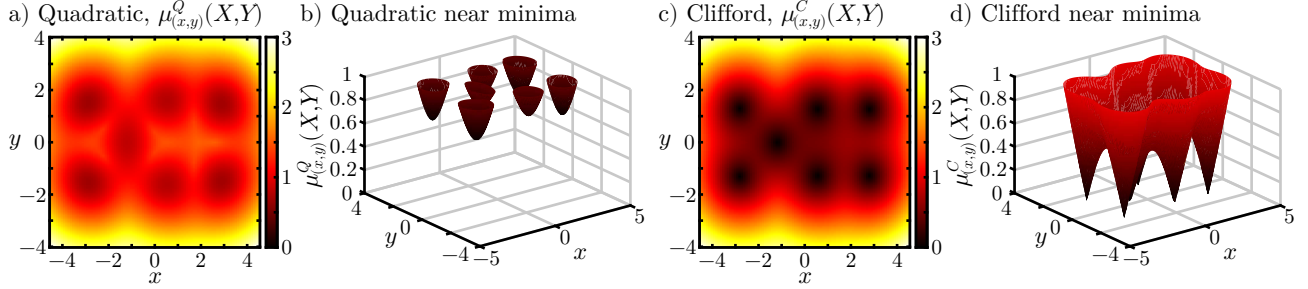 a) Quadratic, μ^Q_(x,y)(X,Y)
4
2
y 0
−2
−4
−4 −2 0 2 4
x
3
2
1
0
b) Quadratic near minima
μ^Q_(x,y)(X,Y)
1
0.8
0.6
0.4
0.2
0
4
y 0
−4
−5
0
x
5
c) Clifford, μ^C_(x,y)(X,Y)
4
2
y 0
−2
−4
−4 −2 0 2 4
x
3
2
1
0
d) Clifford near minima
μ^C_(x,y)(X,Y)
1
0.8
0.6
0.4
0.2
0
4
y 0
−4
−5
0
x
5